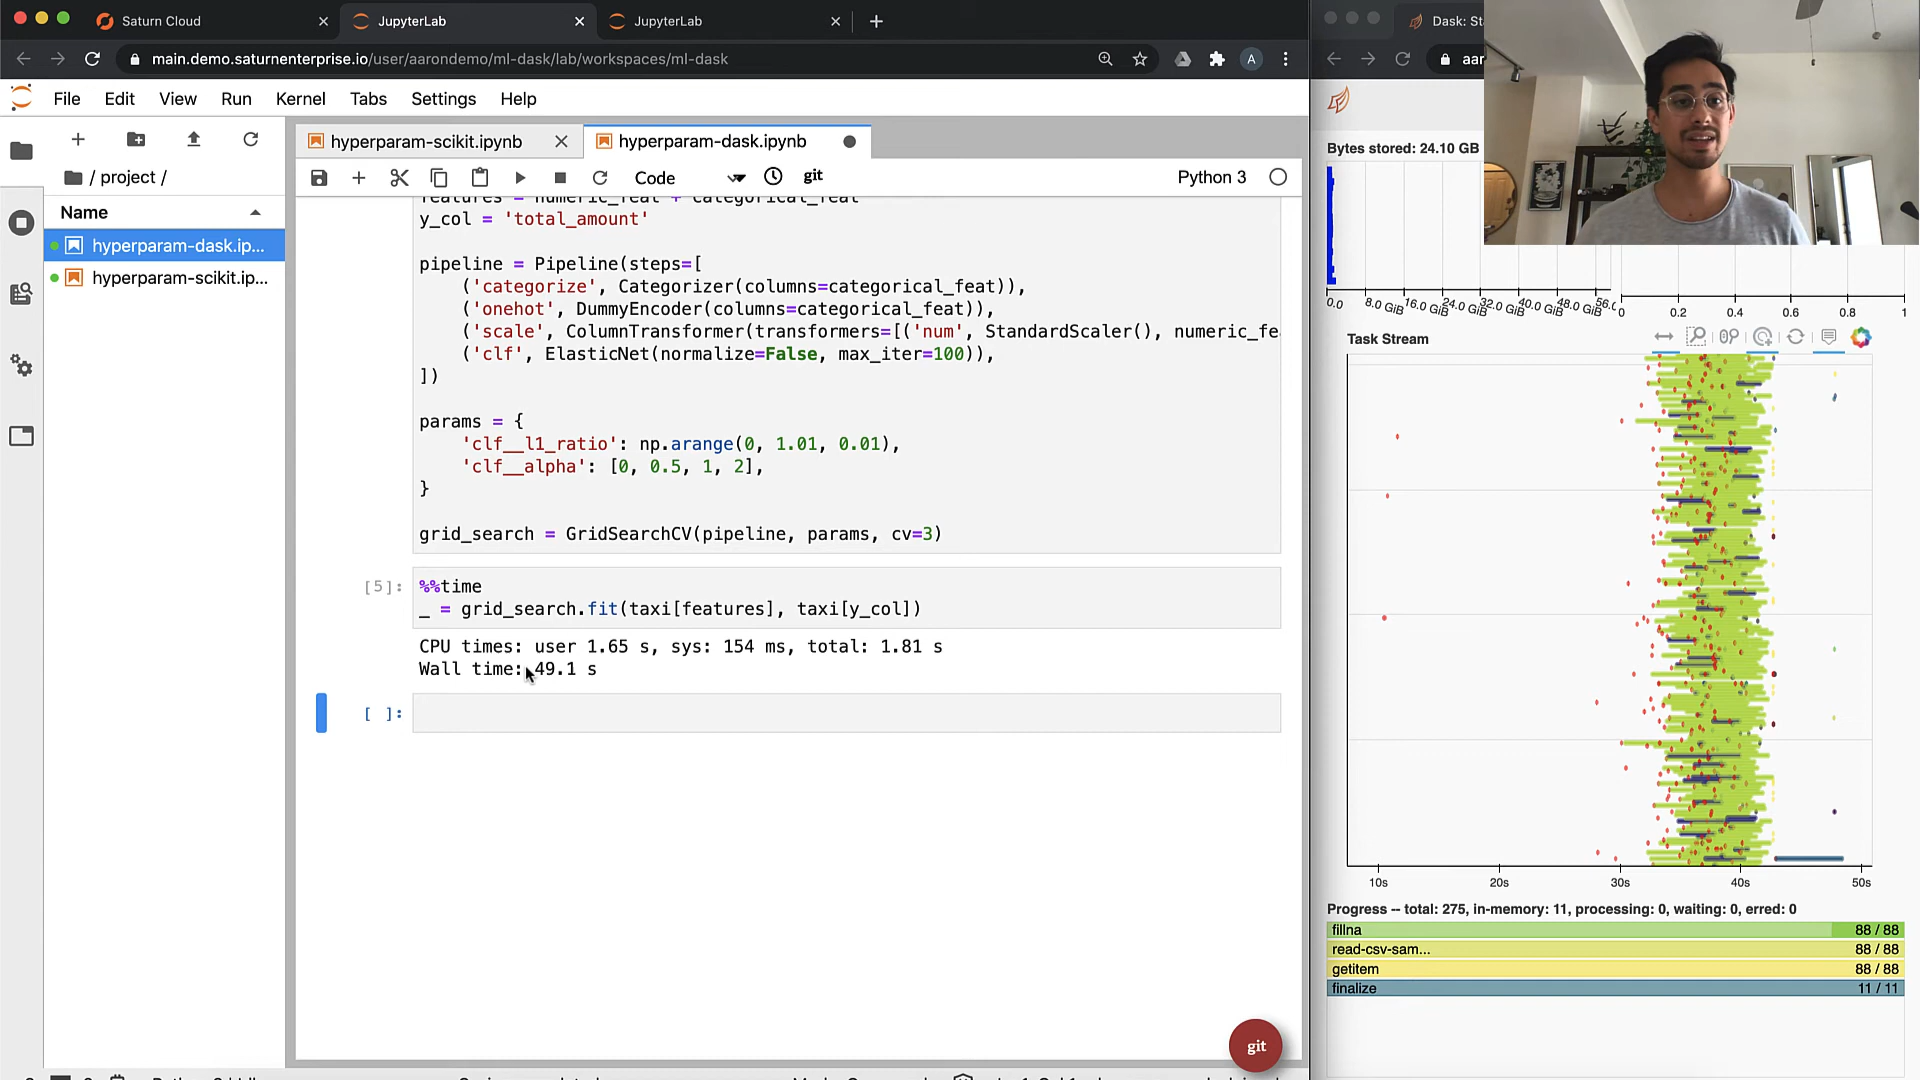 Saturn Cloud
JupyterLab
JupyterLab
main.demo.saturnenterprise.io/user/aarondemo/ml-dask/lab/workspaces/ml-dask
A
File Edit View Run Kernel Tabs Settings Help
/ project /
Name
hyperparam-dask.ip...
hyperparam-scikit.ip...
hyperparam-scikit.ipynb
hyperparam-dask.ipynb
Code
git
Python 3
features = numeric_feat + categorical_feat
y_col = 'total_amount'
pipeline = Pipeline(steps=[
('categorize', Categorizer(columns=categorical_feat)),
('onehot', DummyEncoder(columns=categorical_feat)),
('scale', ColumnTransformer(transformers=[('num', StandardScaler(), numeric_fe
('clf', ElasticNet(normalize=False, max_iter=100)),
])
params = {
'clf__l1_ratio': np.arange(0, 1.01, 0.01),
'clf__alpha': [0, 0.5, 1, 2],
}
grid_search = GridSearchCV(pipeline, params, cv=3)
[5]:
%%time
_ = grid_search.fit(taxi[features], taxi[y_col])
CPU times: user 1.65 s, sys: 154 ms, total: 1.81 s
Wall time: 49.1 s
[ ]:
git
Dask: St
aar
Bytes stored: 24.10 GB
0.0 8.0 GiB 16.0 GiB 24.0 GiB 32.0 GiB 40.0 GiB 48.0 GiB 56.
0 0.2 0.4 0.6 0.8 1
Task Stream
10s 20s 30s 40s 50s
Progress -- total: 275, in-memory: 11, processing: 0, waiting: 0, erred: 0
fillna 88 / 88
read-csv-sam... 88 / 88
getitem 88 / 88
finalize 11 / 11